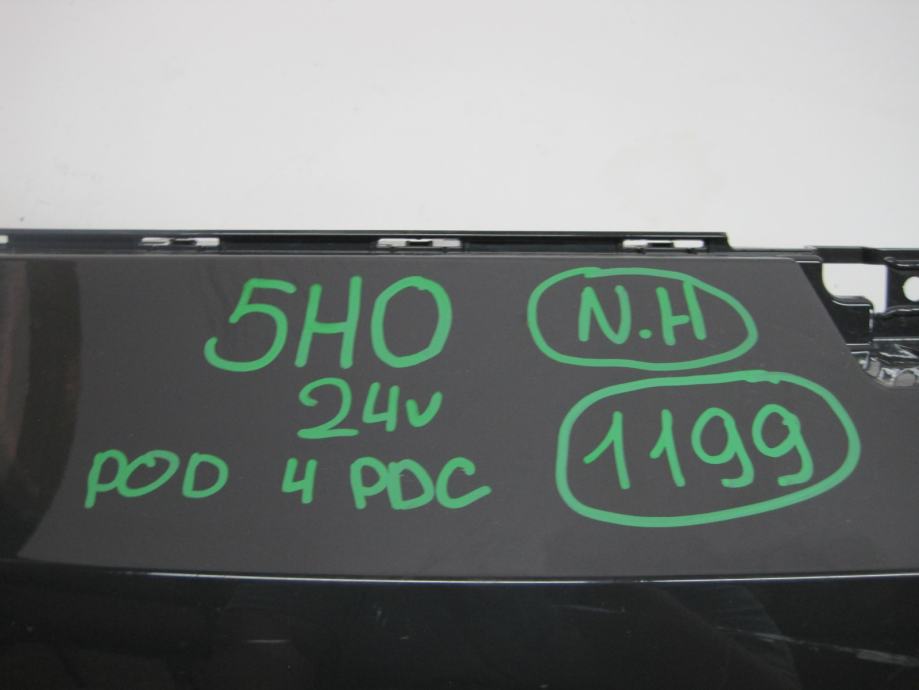 5H0 N.H
24v 1199
POD 4 PDC